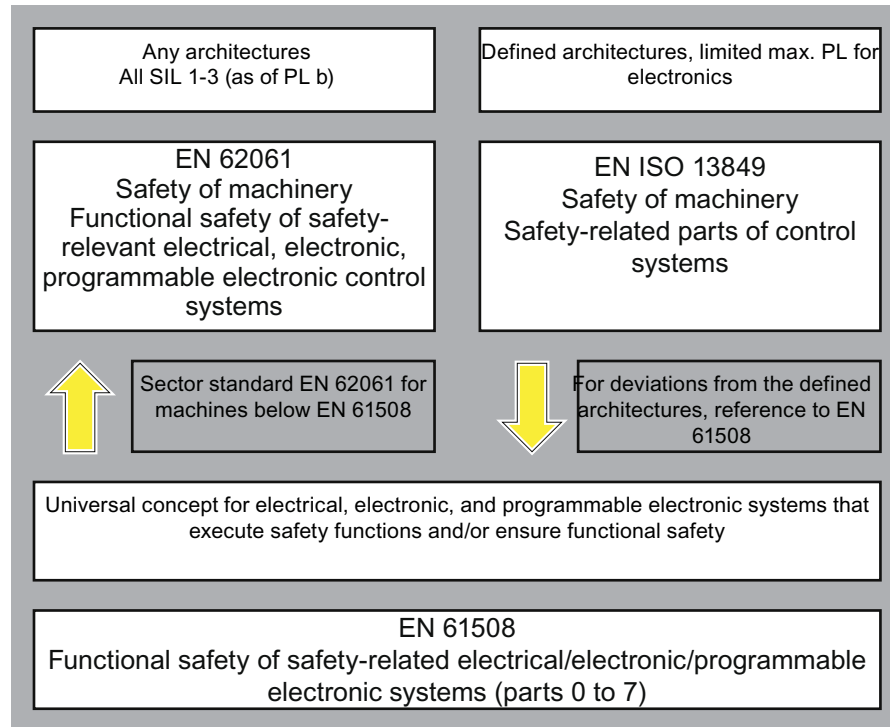 Any architectures
All SIL 1-3 (as of PL b)
Defined architectures, limited max. PL for
electronics
EN 62061
Safety of machinery
Functional safety of safety-
relevant electrical, electronic,
programmable electronic control
systems
EN ISO 13849
Safety of machinery
Safety-related parts of control
systems
Sector standard EN 62061 for
machines below EN 61508
For deviations from the defined
architectures, reference to EN
61508
Universal concept for electrical, electronic, and programmable electronic systems that
execute safety functions and/or ensure functional safety
EN 61508
Functional safety of safety-related electrical/electronic/programmable
electronic systems (parts 0 to 7)